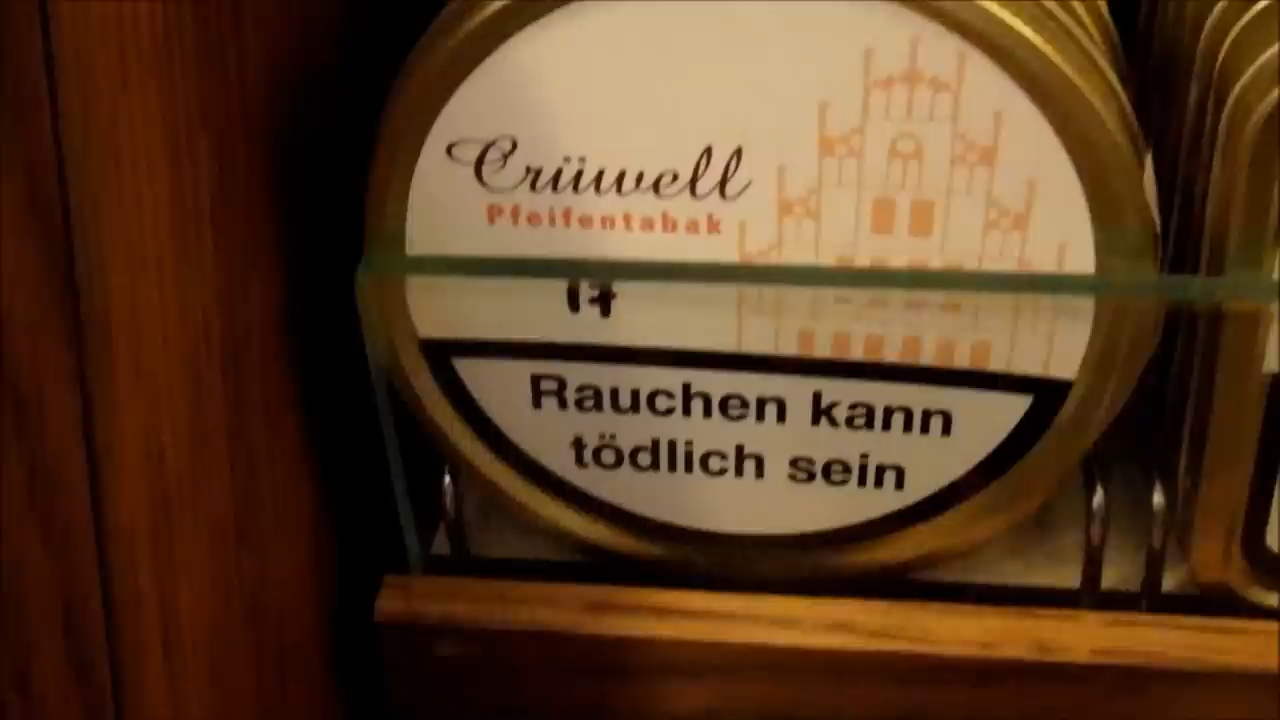 Crüwell
Pfeifentabak
17
Rauchen kann
tödlich sein